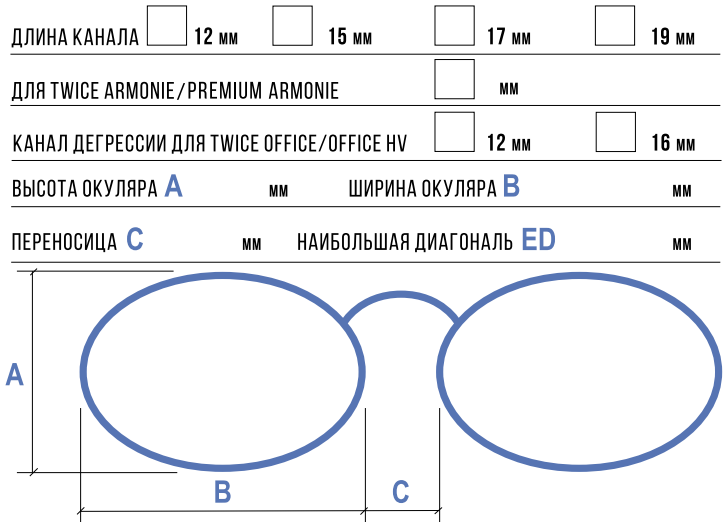 ДЛИНА КАНАЛА 12 мм 15 мм 17 мм 19 мм
ДЛЯ TWICE ARMONIE/PREMIUM ARMONIE мм
КАНАЛ ДЕГРЕССИИ ДЛЯ TWICE OFFICE/OFFICE HV 12 мм 16 мм
ВЫСОТА ОКУЛЯРА A мм ШИРИНА ОКУЛЯРА B мм
ПЕРЕНОСИЦА C мм НАИБОЛЬШАЯ ДИАГОНАЛЬ ED мм
A
B C